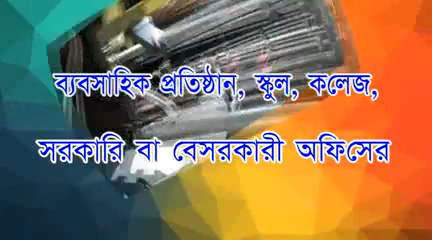 ব্যবসাহিক প্রতিষ্ঠান, স্কুল, কলেজ,
সরকারি বা বেসরকারী অফিসের